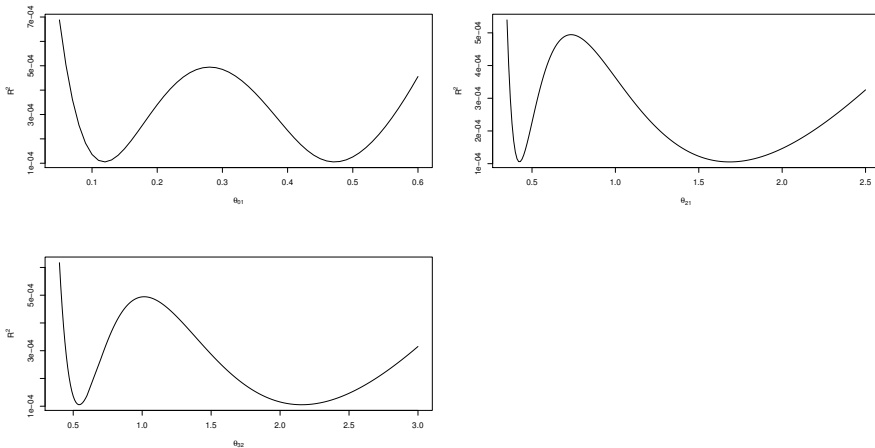 7e−04
5e−04
3e−04
1e−04
R²
0.1 0.2 0.3 0.4 0.5 0.6
θ₀₁
5e−04
4e−04
3e−04
2e−04
1e−04
R²
0.5 1.0 1.5 2.0 2.5
θ₂₁
5e−04
3e−04
1e−04
R²
0.5 1.0 1.5 2.0 2.5 3.0
θ₃₂